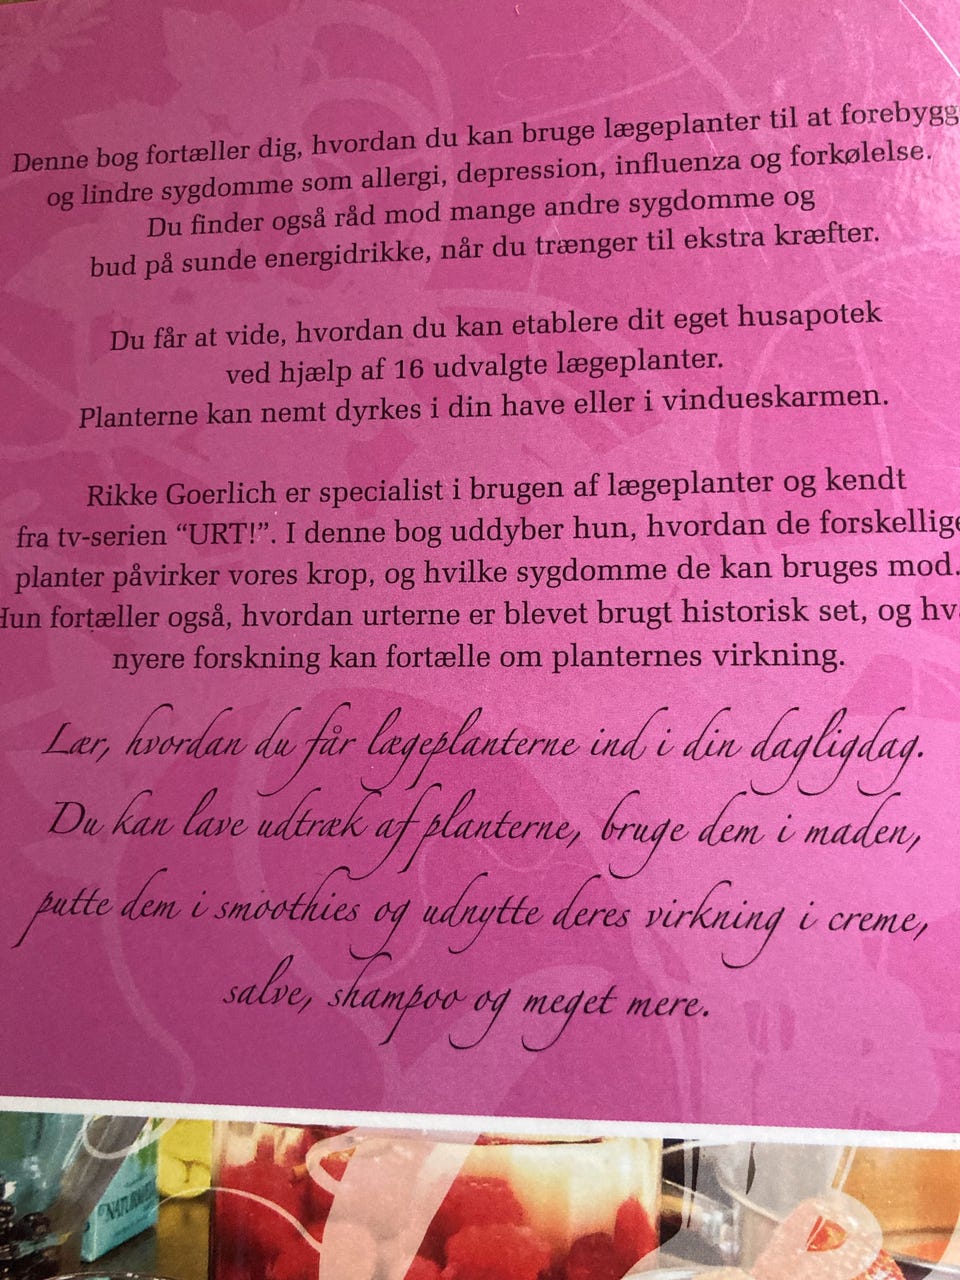 Denne bog fortæller dig, hvordan du kan bruge lægeplanter til at forebygg
og lindre sygdomme som allergi, depression, influenza og forkølelse.
Du finder også råd mod mange andre sygdomme og
bud på sunde energidrikke, når du trænger til ekstra kræfter.
Du får at vide, hvordan du kan etablere dit eget husapotek
ved hjælp af 16 udvalgte lægeplanter.
Planterne kan nemt dyrkes i din have eller i vindueskarmen.
Rikke Goerlich er specialist i brugen af lægeplanter og kendt
fra tv-serien “URT!”. I denne bog uddyber hun, hvordan de forskellige
planter påvirker vores krop, og hvilke sygdomme de kan bruges mod.
Hun fortæller også, hvordan urterne er blevet brugt historisk set, og hv
nyere forskning kan fortælle om planternes virkning.
Lær, hvordan du får lægeplanterne ind i din dagligdag.
Du kan lave udtræk af planterne, bruge dem i maden,
putte dem i smoothies og udnytte deres virkning i creme,
salve, shampoo og meget mere.